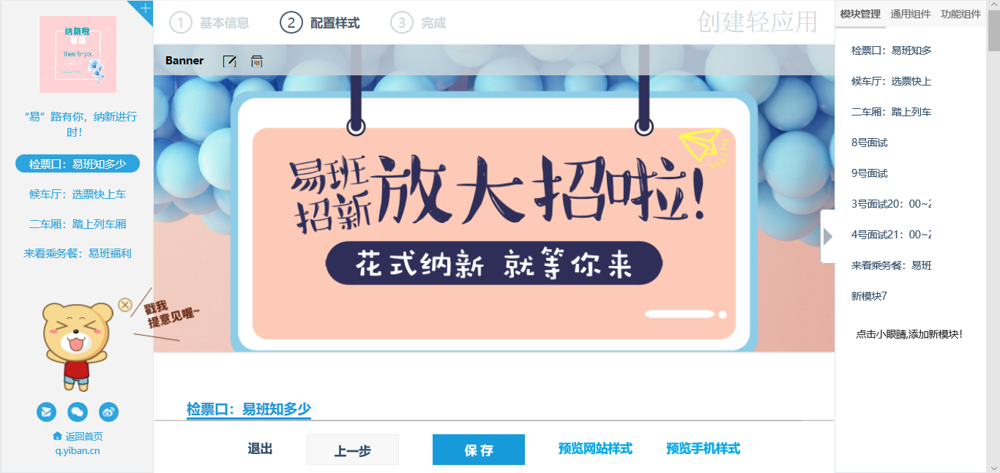 纳新啦
易班
There for you
“易”路有你，纳新进行
时！
检票口：易班知多少
候车厅：选票快上车
二车厢：踏上列车厢
来看乘务餐：易班福利
戳我
提意见喔~
返回首页
q.yiban.cn
1 基本信息
2 配置样式
3 完成
创建轻应用
Banner
易班
招新
放大招啦!
花式纳新 就等你来
检票口：易班知多少
退出
上一步
保 存
预览网站样式
预览手机样式
模块管理 通用组件 功能组件
检票口：易班知多
候车厅：选票快上
二车厢：踏上列车
8号面试
9号面试
3号面试20：00~2
4号面试21：00~2
来看乘务餐：易班
新模块7
点击小眼睛,添加新模块!